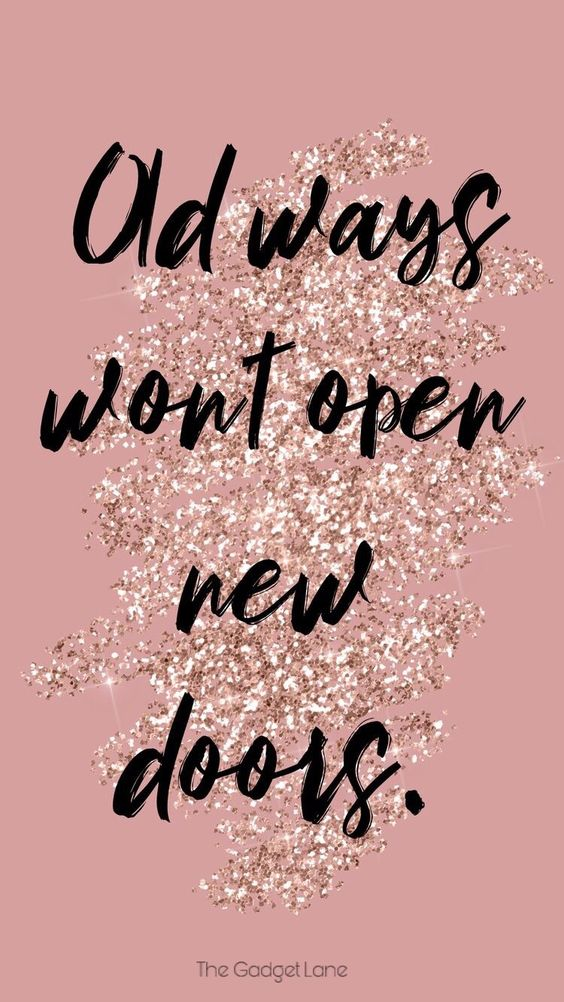 Old ways
wont open
new
doors.
The Gadget Lane